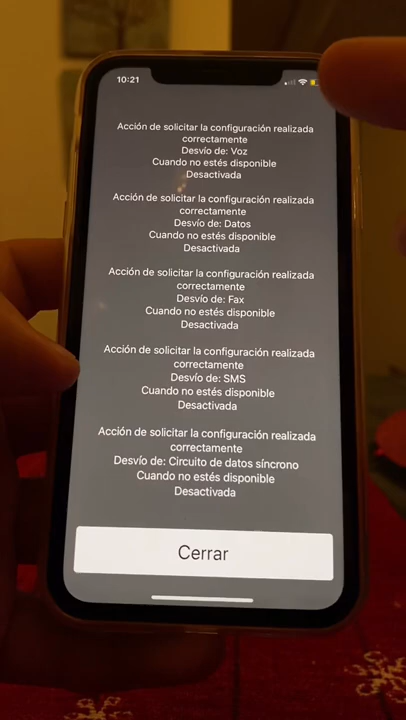 10:21
Acción de solicitar la configuración realizada
correctamente
Desvío de: Voz
Cuando no estés disponible
Desactivada
Acción de solicitar la configuración realizada
correctamente
Desvío de: Datos
Cuando no estés disponible
Desactivada
Acción de solicitar la configuración realizada
correctamente
Desvío de: Fax
Cuando no estés disponible
Desactivada
Acción de solicitar la configuración realizada
correctamente
Desvío de: SMS
Cuando no estés disponible
Desactivada
Acción de solicitar la configuración realizada
correctamente
Desvío de: Circuito de datos síncrono
Cuando no estés disponible
Desactivada
Cerrar